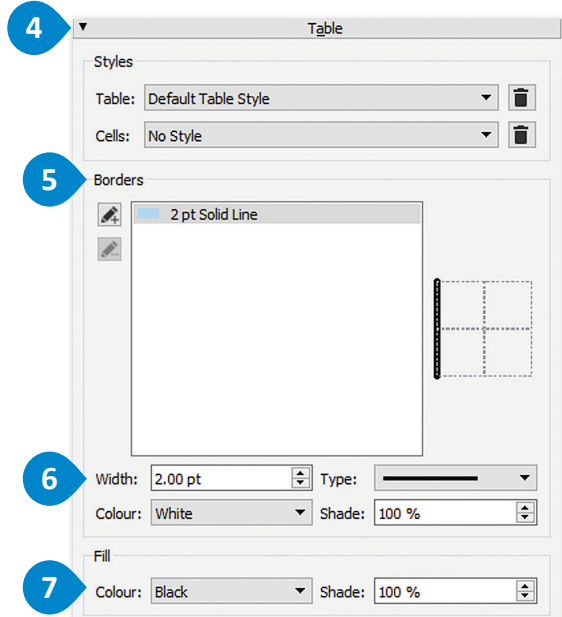 4
Table
Styles
Table: Default Table Style
Cells: No Style
5
Borders
2 pt Solid Line
6
Width: 2.00 pt Type:
Colour: White Shade: 100 %
Fill
7
Colour: Black Shade: 100 %